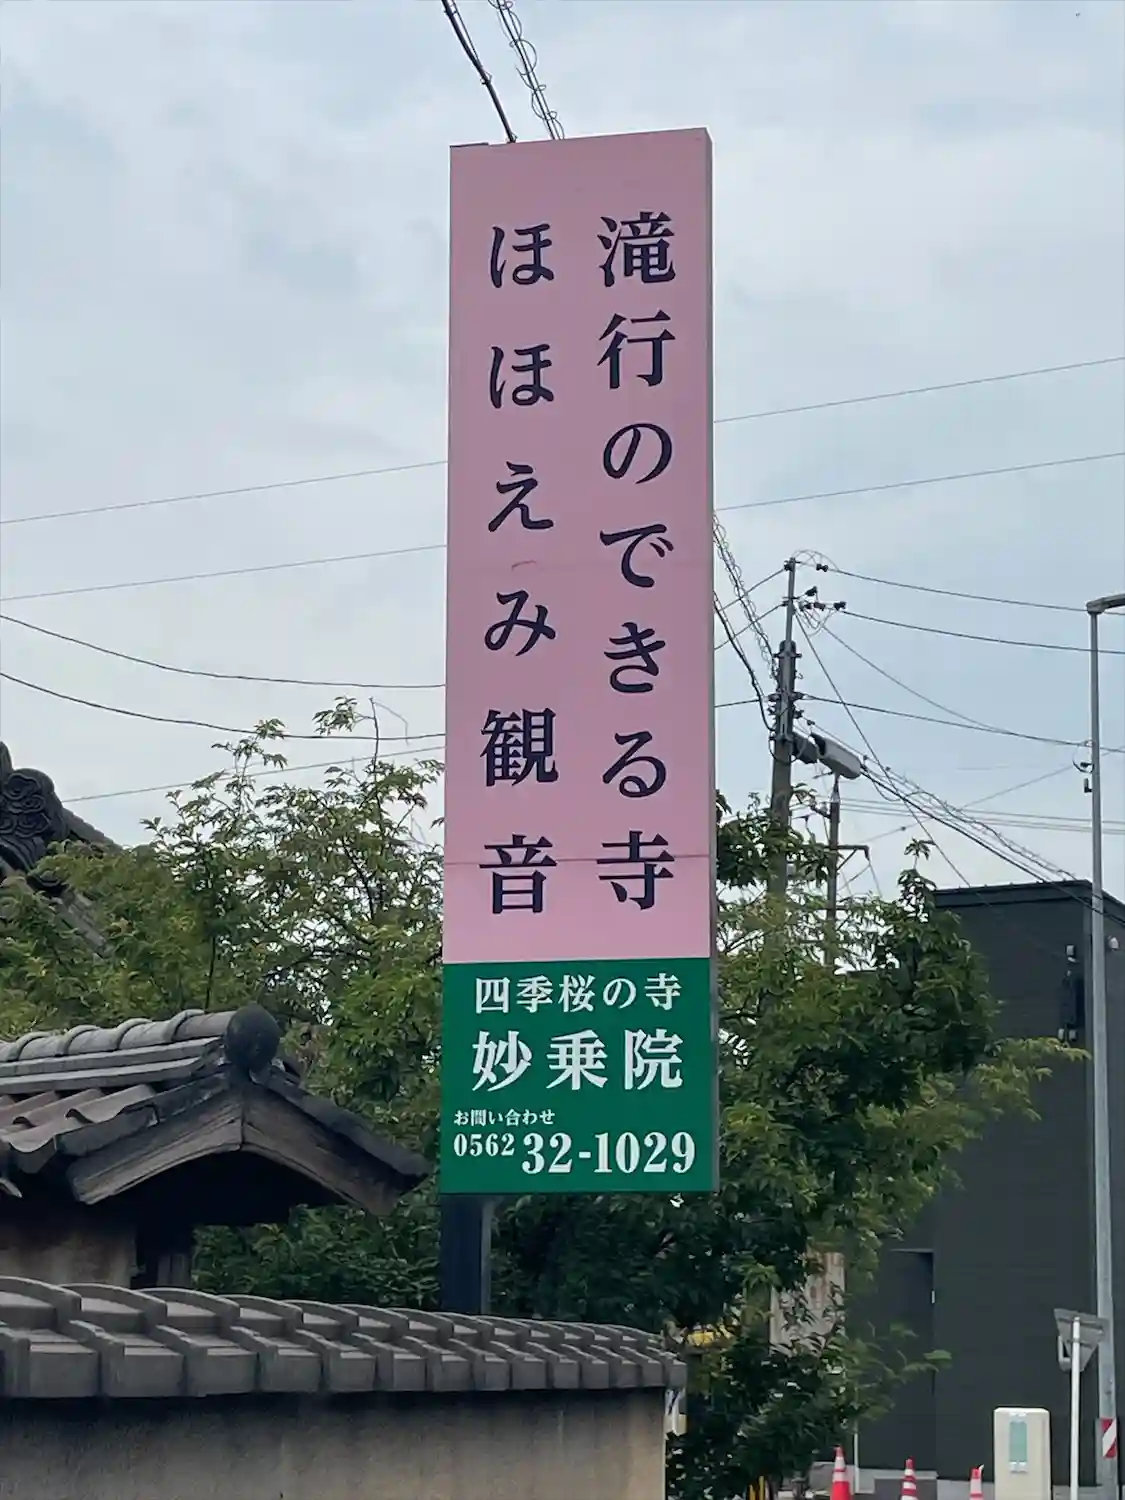 滝行のできる寺
ほほえみ観音
四季桜の寺
妙乗院
お問い合わせ
0562 32-1029